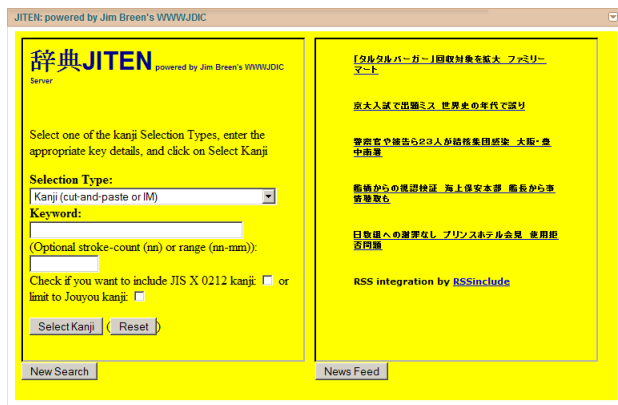 JITEN: powered by Jim Breen's WWWJDIC
辞典JITEN powered by Jim Breen's WWWJDIC
Server
Select one of the kanji Selection Types, enter the
appropriate key details, and click on Select Kanji
Selection Type:
Kanji (cut-and-paste or IM)
Keyword:
(Optional stroke-count (nn) or range (nn-mm)):
Check if you want to include JIS X 0212 kanji: or
limit to Jouyou kanji:
Select Kanji ( Reset )
New Search
「タルタルバーガー」回収対象を拡大 ファミリー
マート
京大入試で出題ミス 世界史の年代で誤り
警察官や被告ら23人が結核集団感染 大阪・豊
中南署
艦橋からの視認検証 海上保安本部 艦長から事
情聴取も
日教組への謝罪なし プリンスホテル会見 使用拒
否問題
RSS integration by RSSinclude
News Feed